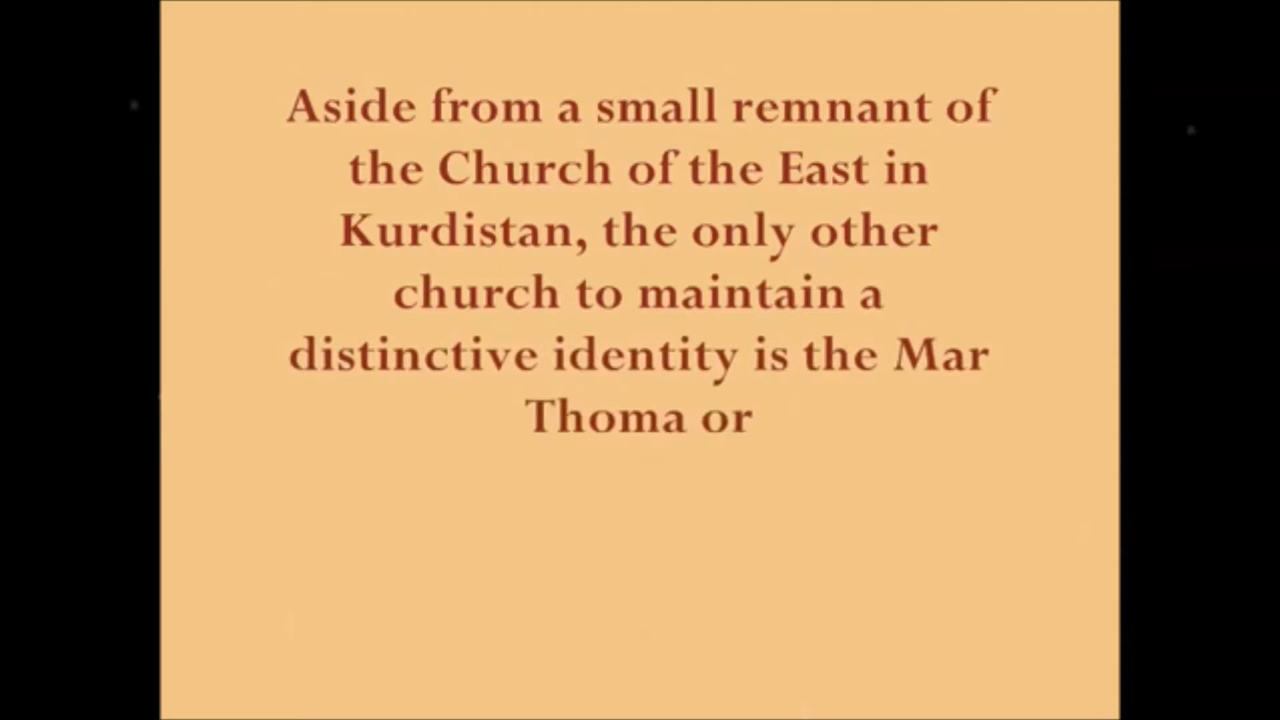 Aside from a small remnant of
the Church of the East in
Kurdistan, the only other
church to maintain a
distinctive identity is the Mar
Thoma or